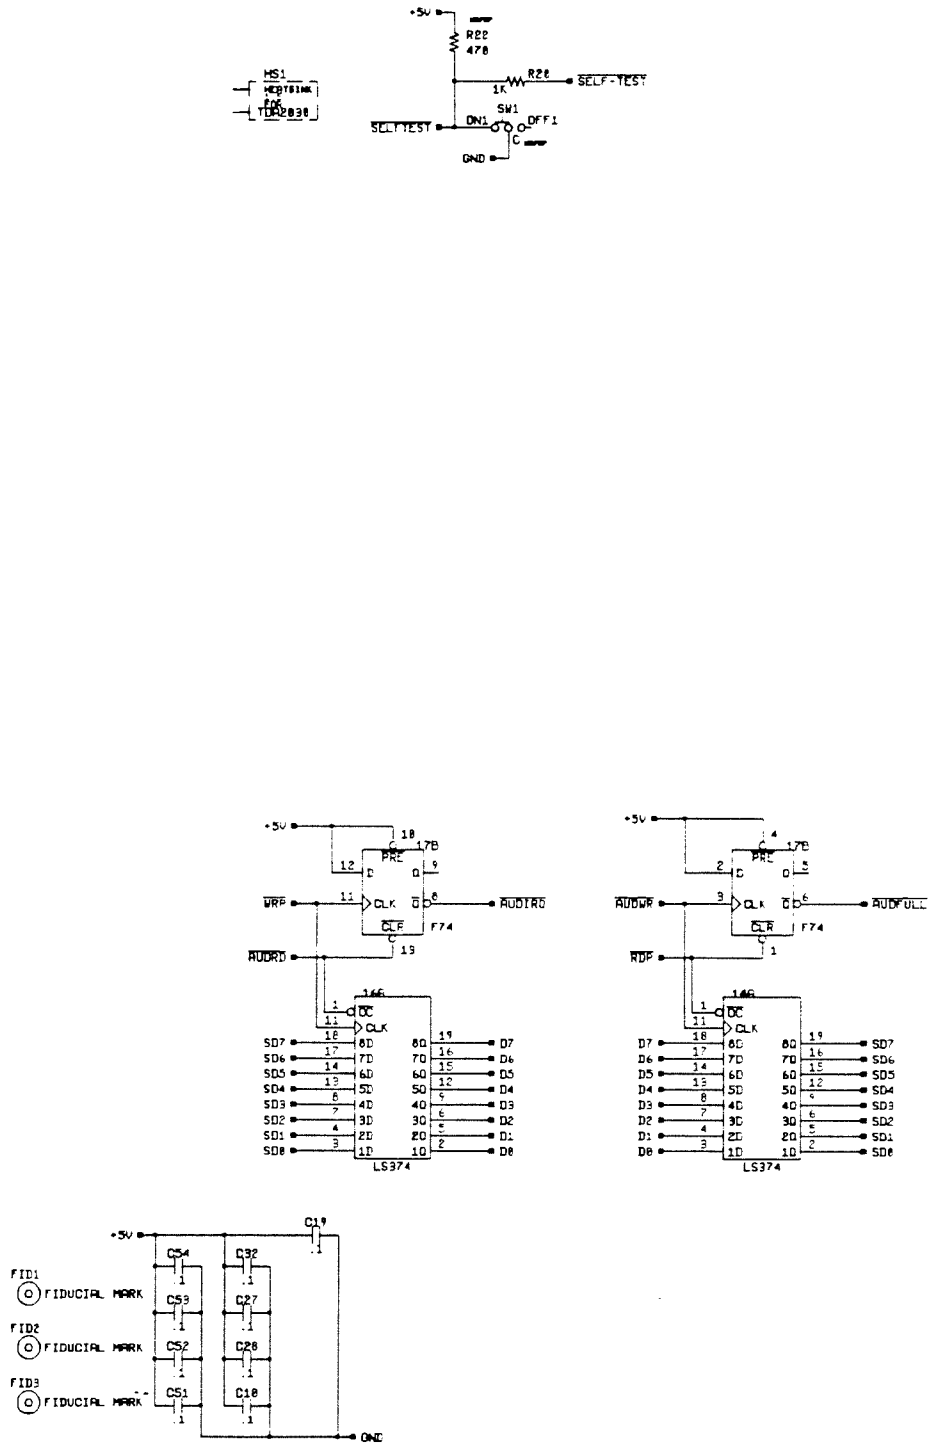 +5V
R22
470
HS1
HEATSINK
FOR
TDA2030
R20
1K
SELF-TEST
SW1
SELFTEST
ON1
OFF1
C
GND
+5V
10
17B
PRE
12 D Q 9
WRP 11 CLK Q 8 AUDIRD
CLR F74
AUDRD 13
+5V
4
17B
PRE
2 D Q 5
AUDWR 3 CLK Q 6 AUDFULL
CLR F74
RDP 1
1 OC
11 CLK
SD7 18 8D 8Q 19 D7
SD6 17 7D 7Q 16 D6
SD5 14 6D 6Q 15 D5
SD4 13 5D 5Q 12 D4
SD3 8 4D 4Q 9 D3
SD2 7 3D 3Q 6 D2
SD1 4 2D 2Q 5 D1
SD0 3 1D 1Q 2 D0
LS374
1 OC
11 CLK
D7 18 8D 8Q 19 SD7
D6 17 7D 7Q 16 SD6
D5 14 6D 6Q 15 SD5
D4 13 5D 5Q 12 SD4
D3 8 4D 4Q 9 SD3
D2 7 3D 3Q 6 SD2
D1 4 2D 2Q 5 SD1
D0 3 1D 1Q 2 SD0
LS374
+5V
C19
.1
C54
.1
C32
.1
C53
.1
C27
.1
C52
.1
C28
.1
C51
.1
C18
.1
GND
FID1
FIDUCIAL MARK
FID2
FIDUCIAL MARK
FID3
FIDUCIAL MARK